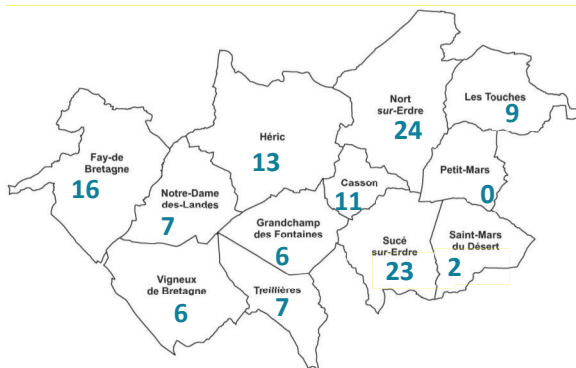 Nort
sur-Erdre
24
Les Touches
9
Héric
13
Fay-de
Bretagne
16
Notre-Dame
des-Landes
7
Casson
11
Petit-Mars
0
Grandchamp
des Fontaines
6
Sucé
sur-Erdre
23
Saint-Mars
du Désert
2
Vigneux
de Bretagne
6
Treillières
7